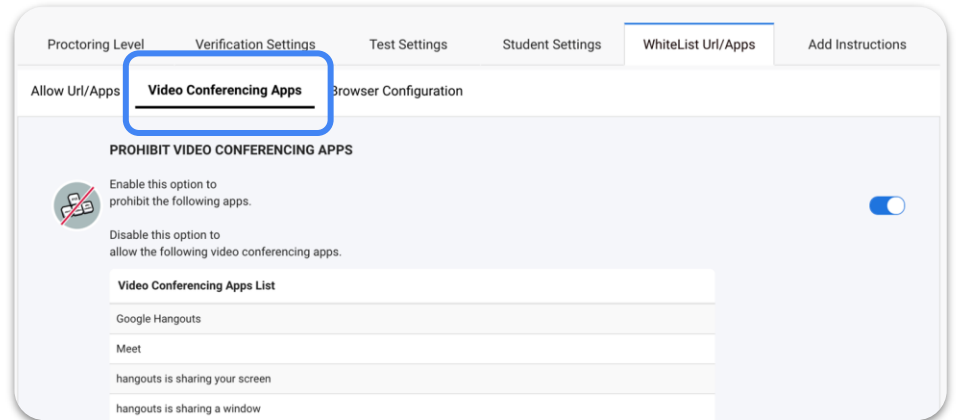 Proctoring Level Verification Settings Test Settings Student Settings WhiteList Url/Apps Add Instructions
Allow Url/Apps Video Conferencing Apps Browser Configuration
PROHIBIT VIDEO CONFERENCING APPS
Enable this option to
prohibit the following apps.
Disable this option to
allow the following video conferencing apps.
Video Conferencing Apps List
Google Hangouts
Meet
hangouts is sharing your screen
hangouts is sharing a window